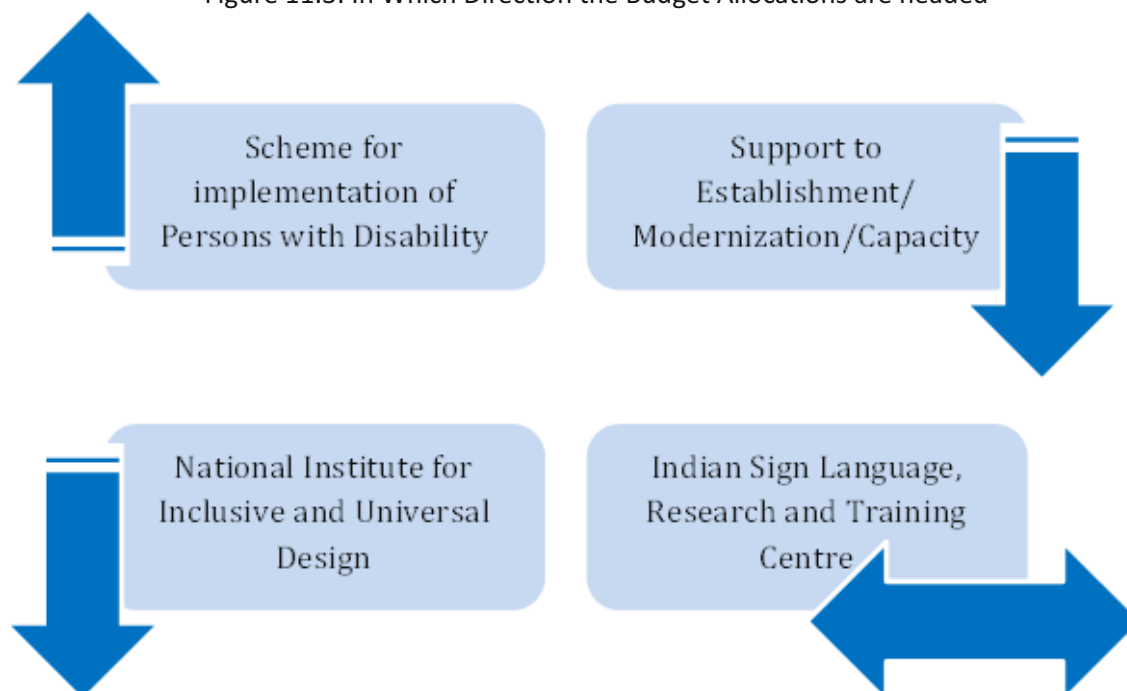 Figure 11.3: In Which Direction the Budget Allocations are headed
Scheme for
implementation of
Persons with Disability
Support to
Establishment/
Modernization/Capacity
National Institute for
Inclusive and Universal
Design
Indian Sign Language,
Research and Training
Centre